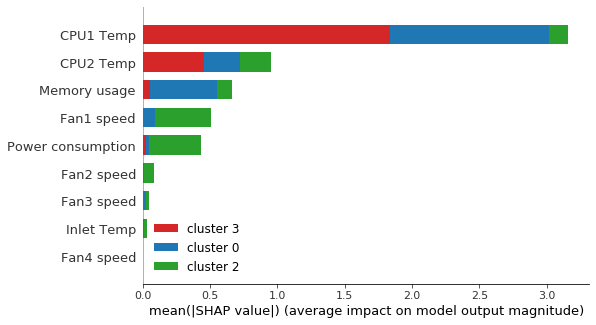 CPU1 Temp
CPU2 Temp
Memory usage
Fan1 speed
Power consumption
Fan2 speed
Fan3 speed
Inlet Temp
Fan4 speed
cluster 3
cluster 0
cluster 2
0.0 0.5 1.0 1.5 2.0 2.5 3.0
mean(|SHAP value|) (average impact on model output magnitude)